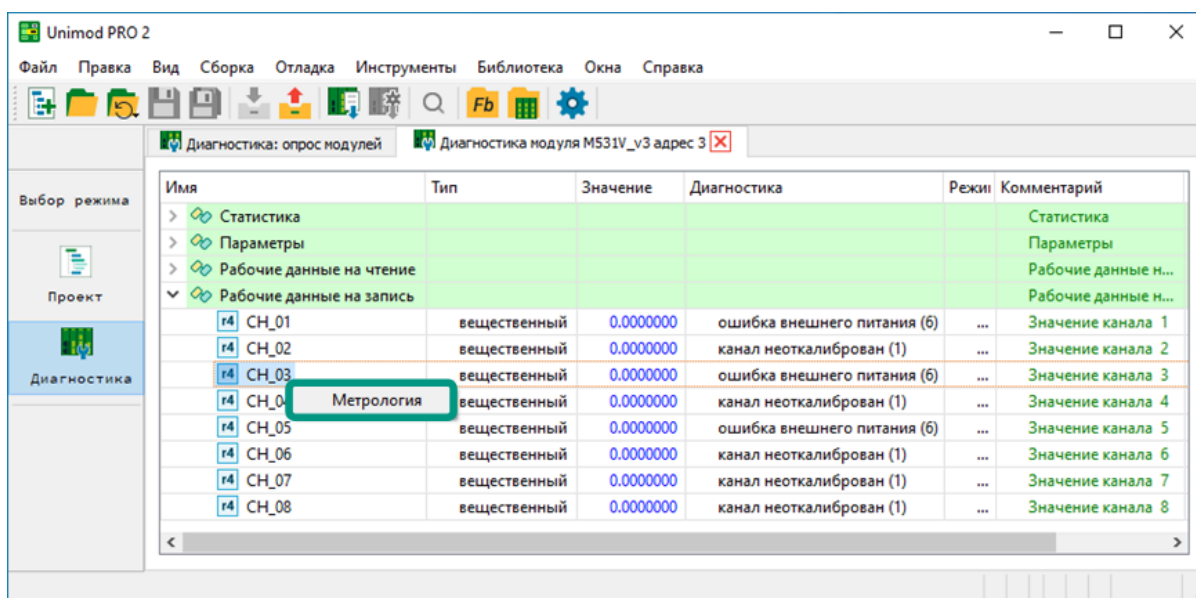 Unimod PRO 2
Файл Правка Вид Сборка Отладка Инструменты Библиотека Окна Справка
Fb
Диагностика: опрос модулей Диагностика модуля M531V_v3 адрес 3
Выбор режима
Проект
Диагностика
Имя Тип Значение Диагностика Режи Комментарий
Статистика Статистика
Параметры Параметры
Рабочие данные на чтение Рабочие данные н...
Рабочие данные на запись Рабочие данные н...
r4 CH_01 вещественный 0.0000000 ошибка внешнего питания (6) ... Значение канала 1
r4 CH_02 вещественный 0.0000000 канал неоткалиброван (1) ... Значение канала 2
r4 CH_03 вещественный 0.0000000 ошибка внешнего питания (6) ... Значение канала 3
r4 CH_04 вещественный 0.0000000 канал неоткалиброван (1) ... Значение канала 4
Метрология
r4 CH_05 вещественный 0.0000000 ошибка внешнего питания (6) ... Значение канала 5
r4 CH_06 вещественный 0.0000000 канал неоткалиброван (1) ... Значение канала 6
r4 CH_07 вещественный 0.0000000 канал неоткалиброван (1) ... Значение канала 7
r4 CH_08 вещественный 0.0000000 канал неоткалиброван (1) ... Значение канала 8